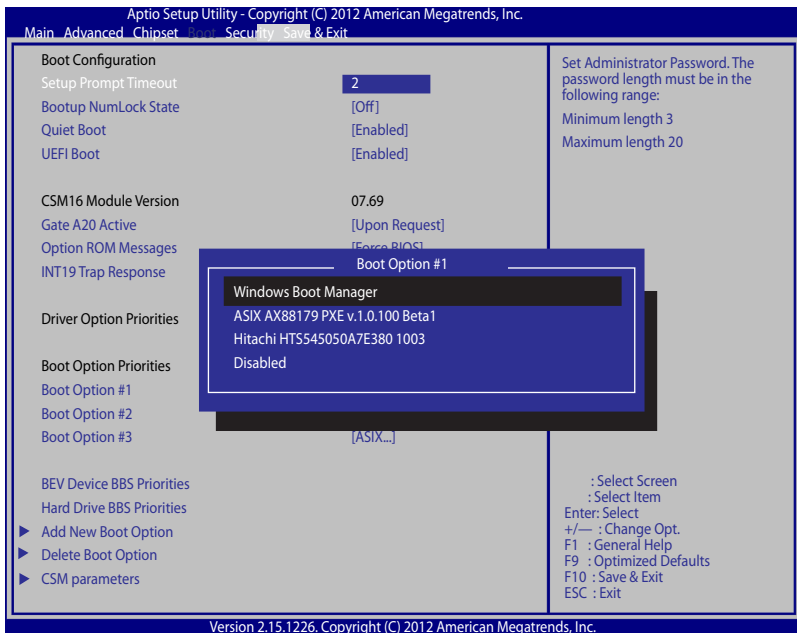 Aptio Setup Utility - Copyright (C) 2012 American Megatrends, Inc.
Main Advanced Chipset Boot Security Save & Exit
Boot Configuration
Setup Prompt Timeout 2
Bootup NumLock State [Off]
Quiet Boot [Enabled]
UEFI Boot [Enabled]
CSM16 Module Version 07.69
Gate A20 Active [Upon Request]
Option ROM Messages [Force BIOS]
INT19 Trap Response
Driver Option Priorities
Boot Option Priorities
Boot Option #1
Boot Option #2
Boot Option #3 [ASIX...]
BEV Device BBS Priorities
Hard Drive BBS Priorities
Add New Boot Option
Delete Boot Option
CSM parameters
Boot Option #1
Windows Boot Manager
ASIX AX88179 PXE v.1.0.100 Beta1
Hitachi HTS545050A7E380 1003
Disabled
Set Administrator Password. The
password length must be in the
following range:
Minimum length 3
Maximum length 20
: Select Screen
: Select Item
Enter: Select
+/— : Change Opt.
F1 : General Help
F9 : Optimized Defaults
F10 : Save & Exit
ESC : Exit
Version 2.15.1226. Copyright (C) 2012 American Megatrends, Inc.